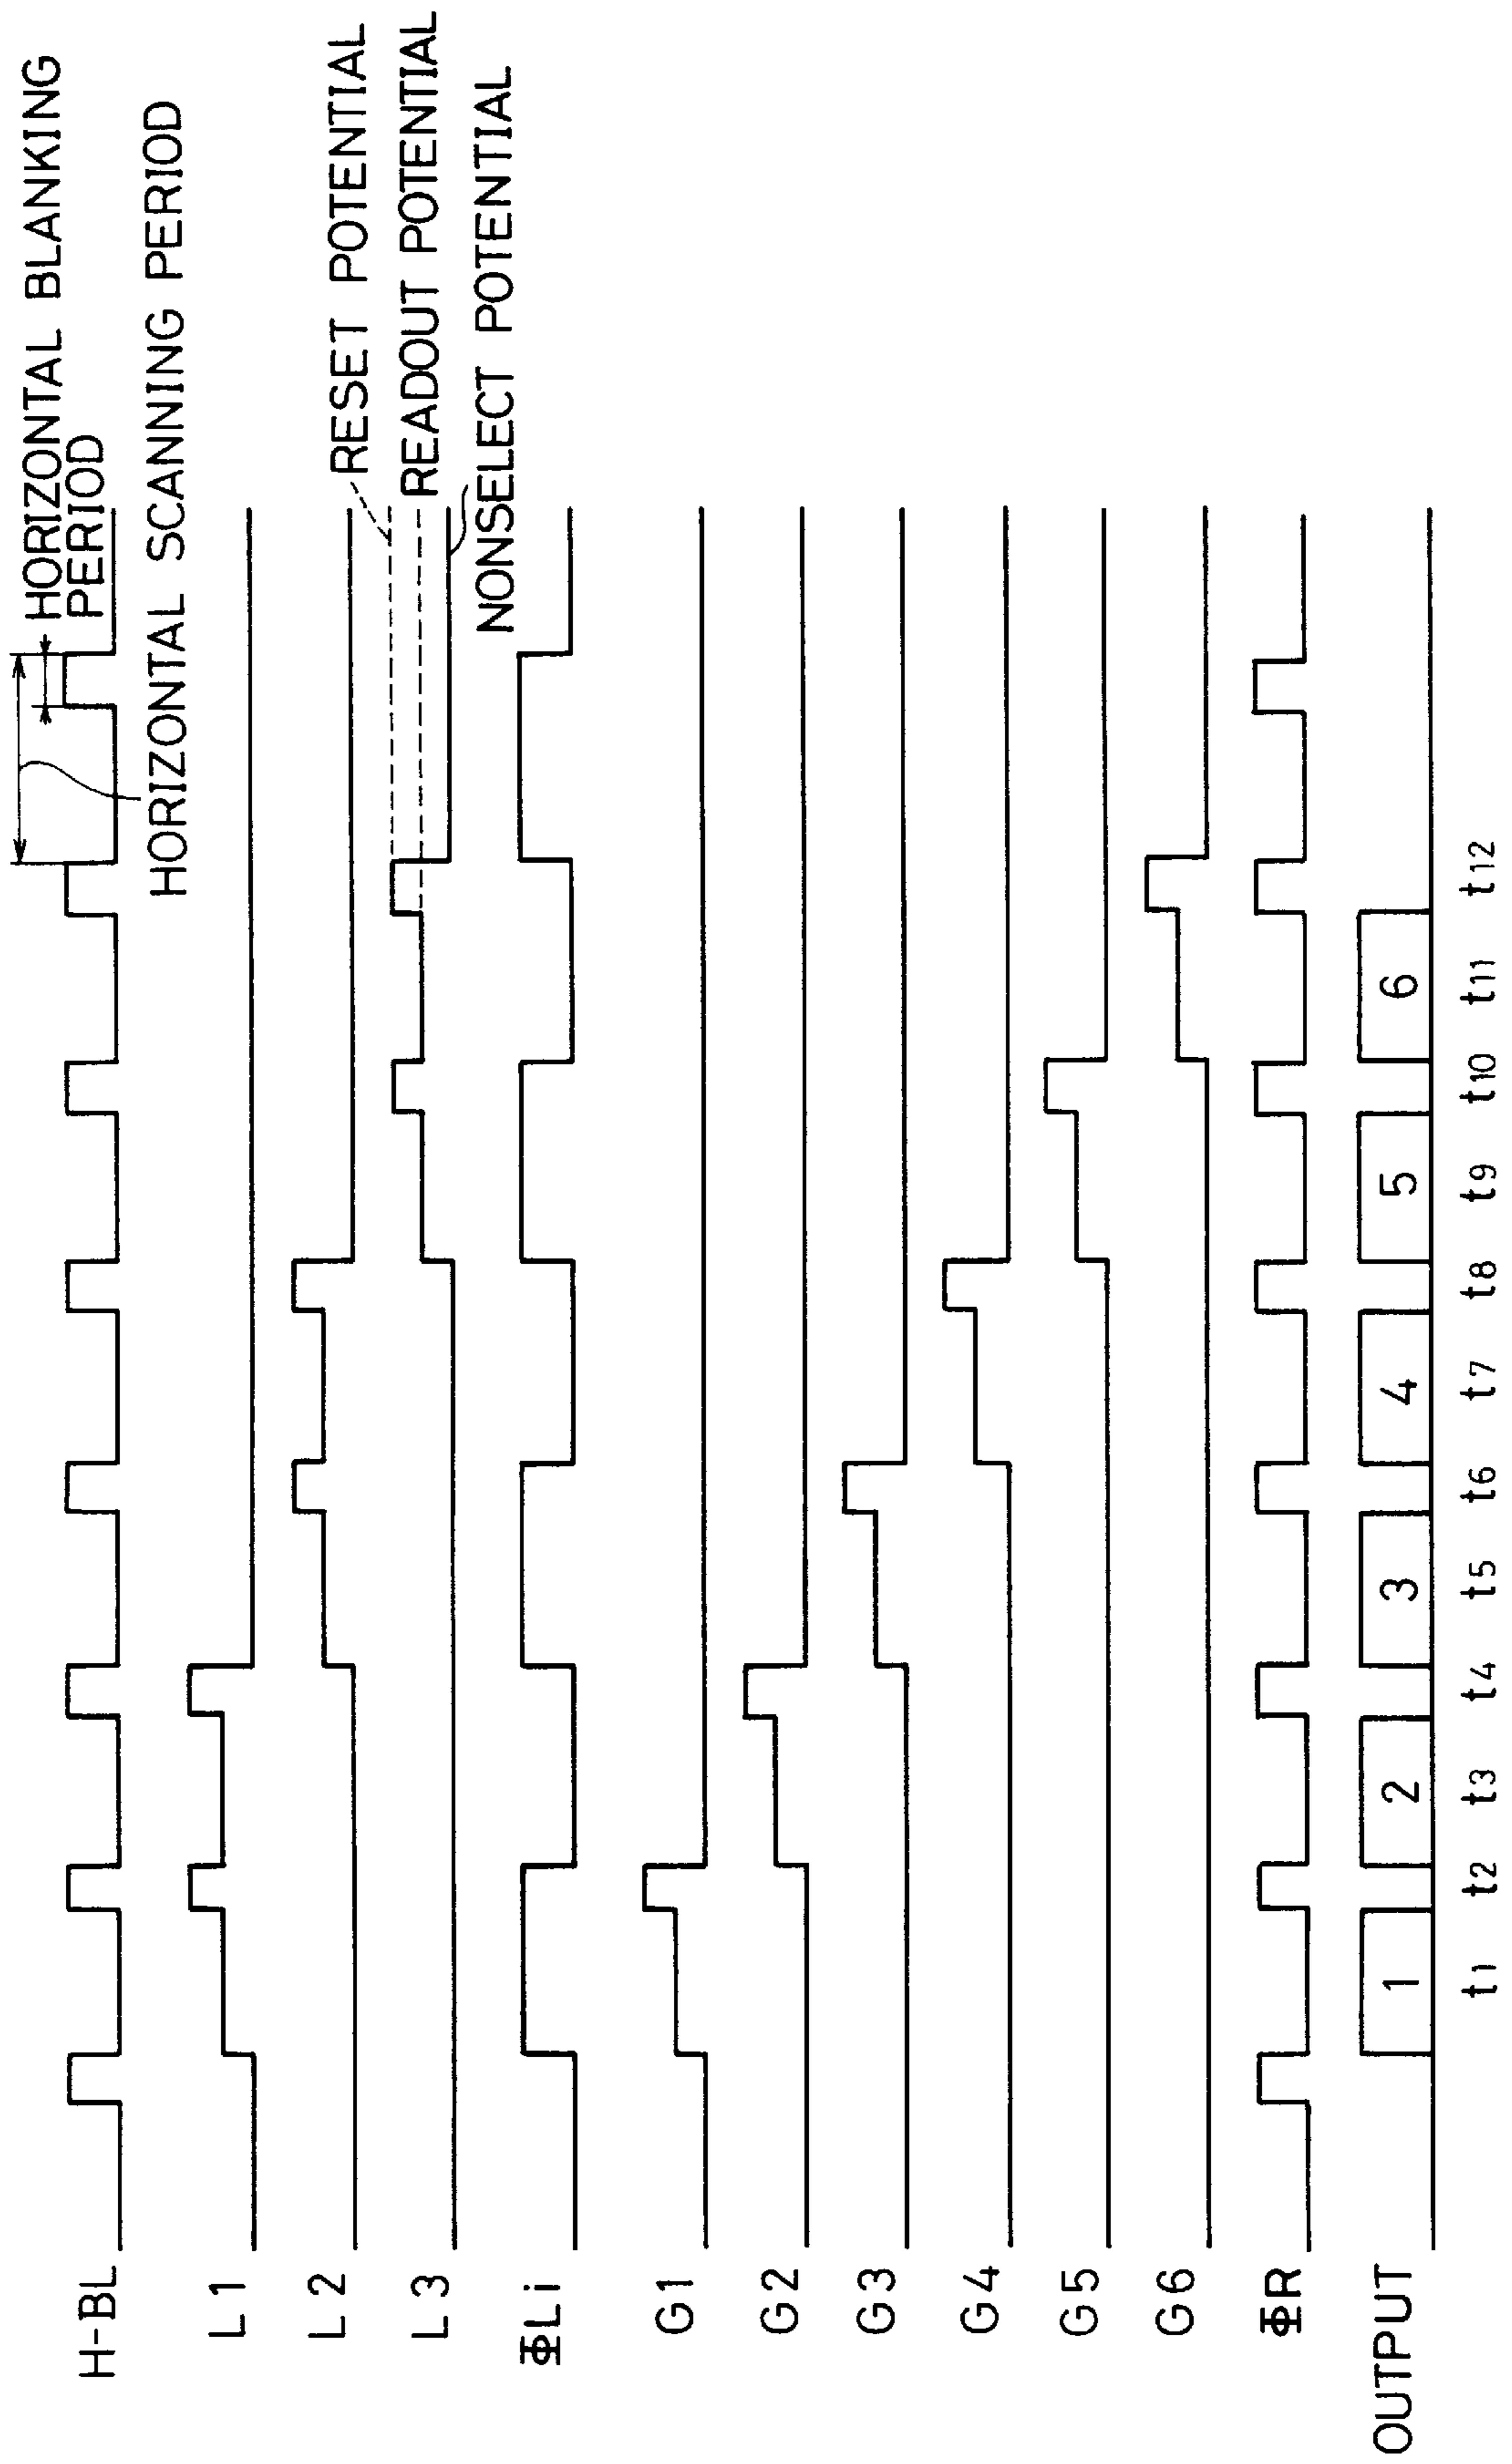 HORIZONTAL BLANKING
PERIOD
HORIZONTAL SCANNING PERIOD
RESET POTENTIAL
READOUT POTENTIAL
NONSELECT POTENTIAL
H-BL
L1
L2
L3
ΦLi
G1
G2
G3
G4
G5
G6
ΦR
OUTPUT
1 2 3 4 5 6
t1 t2 t3 t4 t5 t6 t7 t8 t9 t10 t11 t12